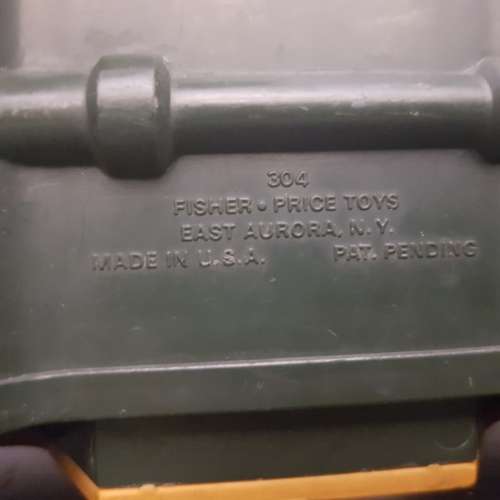 304
FISHER • PRICE TOYS
EAST AURORA, N.Y.
MADE IN U.S.A. PAT. PENDING